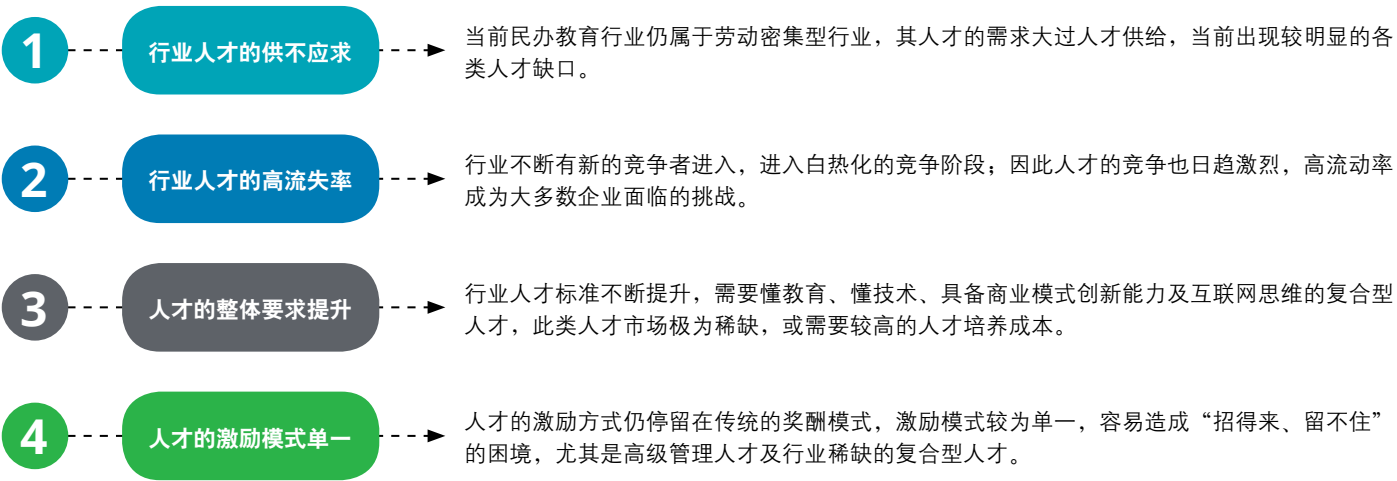 1
行业人才的供不应求
当前民办教育行业仍属于劳动密集型行业，其人才的需求大过人才供给，当前出现较明显的各
类人才缺口。
2
行业人才的高流失率
行业不断有新的竞争者进入，进入白热化的竞争阶段；因此人才的竞争也日趋激烈，高流动率
成为大多数企业面临的挑战。
3
人才的整体要求提升
行业人才标准不断提升，需要懂教育、懂技术、具备商业模式创新能力及互联网思维的复合型
人才，此类人才市场极为稀缺，或需要较高的人才培养成本。
4
人才的激励模式单一
人才的激励方式仍停留在传统的奖酬模式，激励模式较为单一，容易造成“招得来、留不住”
的困境，尤其是高级管理人才及行业稀缺的复合型人才。